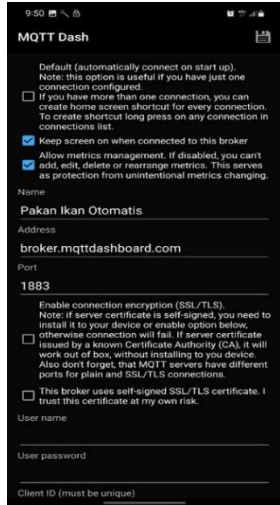 9:50
MQTT Dash
Default (automatically connect on start up).
Note: this option is useful if you have just one
connection configured.
If you have more than one connection, you can
create home screen shortcut for every connection.
To create shortcut long press on any connection in
connections list.
Keep screen on when connected to this broker
Allow metrics management. If disabled, you can't
add, edit, delete or rearrange metrics. This serves
as protection from unintentional metrics changing.
Name
Pakan Ikan Otomatis
Address
broker.mqttdashboard.com
Port
1883
Enable connection encryption (SSL/TLS).
Note: if server certificate is self-signed, you need to
install it to your device or enable option below,
otherwise connection will fail. If server certificate
issued by a known Certificate Authority (CA), it will
work out of box, without installing to you device.
Also don't forget, that MQTT servers have different
ports for plain and SSL/TLS connections.
This broker uses self-signed SSL/TLS certificate. I
trust this certificate at my own risk.
User name
User password
Client ID (must be unique)